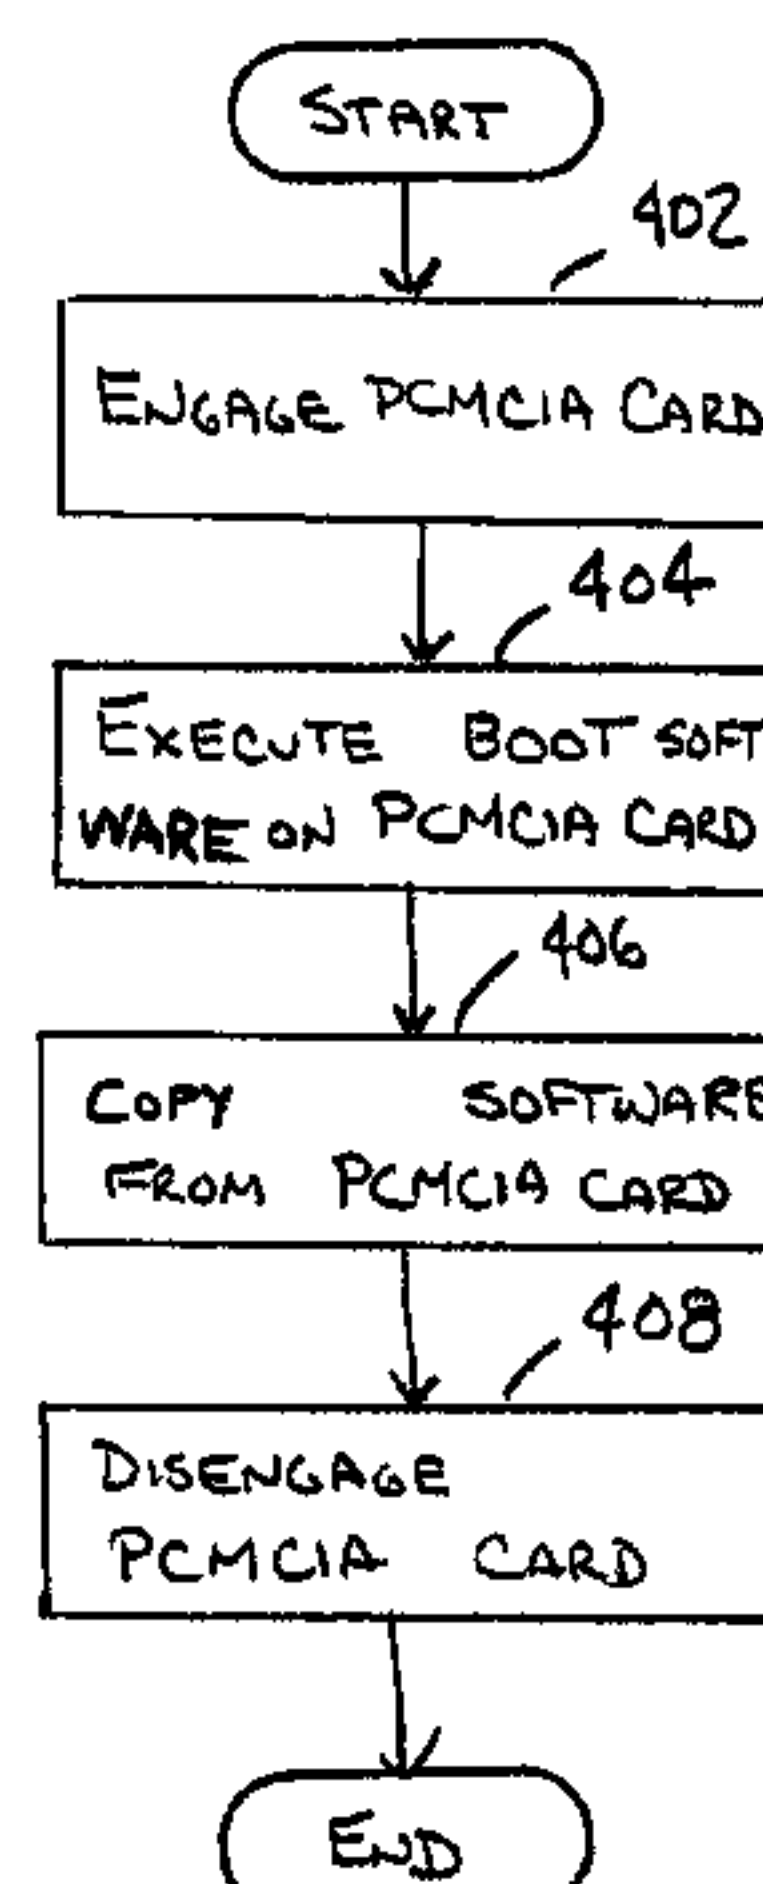 START
402
ENGAGE PCMCIA CARD
404
EXECUTE BOOT SOFT
WARE ON PCMCIA CARD
406
COPY SOFTWARE
FROM PCMCIA CARD
408
DISENGAGE
PCMCIA CARD
END